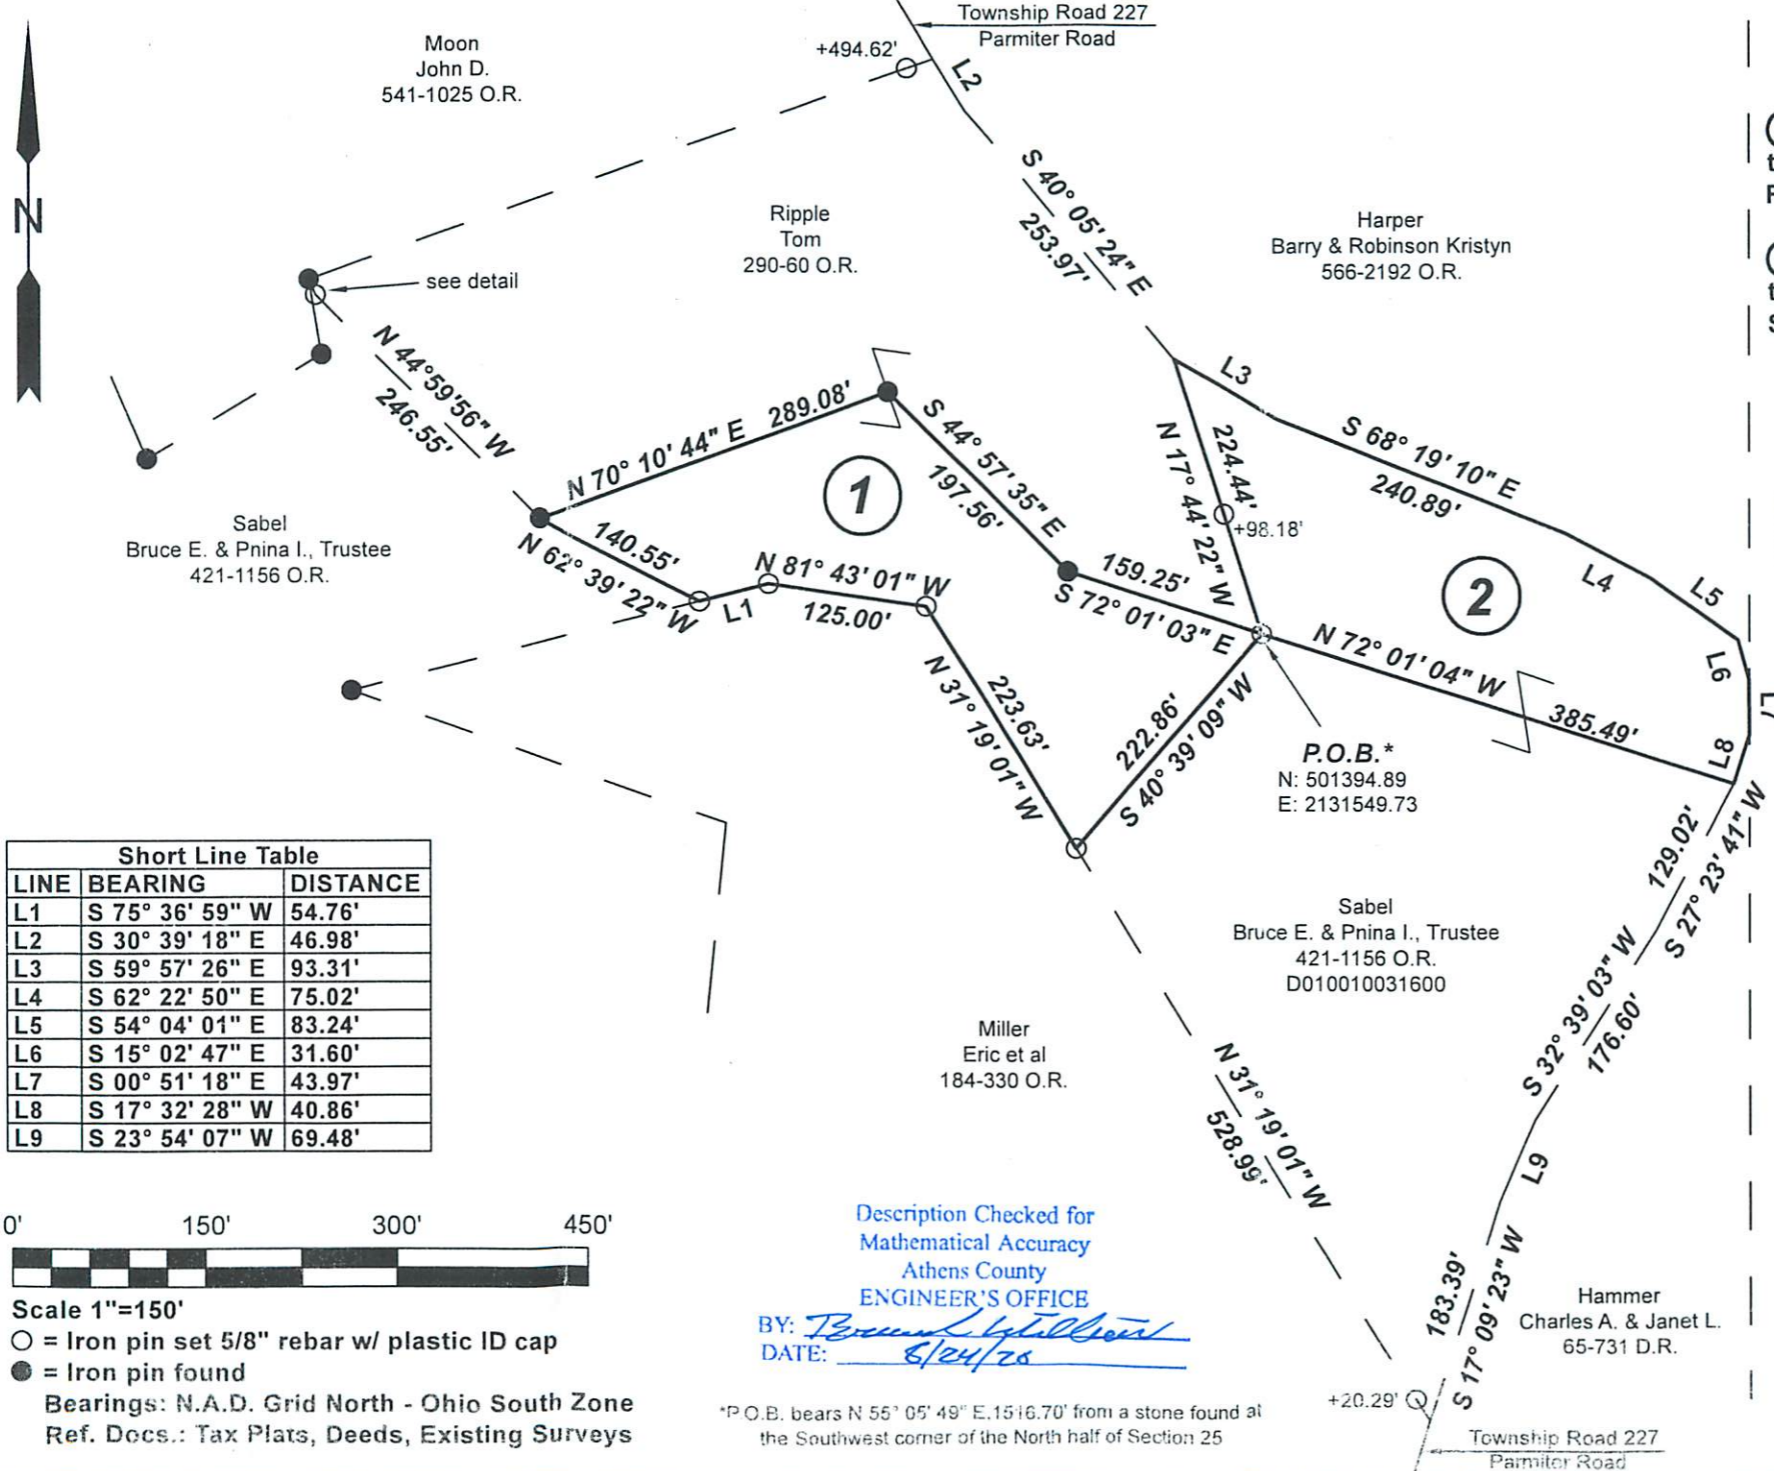 Township Road 227
Parmiter Road
+494.62'
L2
Moon
John D.
541-1025 O.R.
N
Ripple
Tom
290-60 O.R.
S 40° 05' 24" E
253.97'
Harper
Barry & Robinson Kristyn
566-2192 O.R.
see detail
N 44°59'56" W
246.55'
N 70° 10' 44" E 289.08'
S 44° 57' 35" E
197.56'
1
L3
224.44'
N 17° 44' 22" W
+98.18'
S 68° 19' 10" E
240.89'
Sabel
Bruce E. & Pnina I., Trustee
421-1156 O.R.
140.55'
N 62° 39' 22" W
L1
N 81° 43' 01" W
125.00'
159.25'
S 72° 01' 03" E
2
L4
L5
L6
L7
L8
N 72° 01' 04" W
385.49'
N 31° 19' 01" W
223.63'
222.86'
S 40° 39' 09" W
P.O.B.*
N: 501394.89
E: 2131549.73
129.02'
S 27° 23' 41" W
Short Line Table
LINE BEARING DISTANCE
L1 S 75° 36' 59" W 54.76'
L2 S 30° 39' 18" E 46.98'
L3 S 59° 57' 26" E 93.31'
L4 S 62° 22' 50" E 75.02'
L5 S 54° 04' 01" E 83.24'
L6 S 15° 02' 47" E 31.60'
L7 S 00° 51' 18" E 43.97'
L8 S 17° 32' 28" W 40.86'
L9 S 23° 54' 07" W 69.48'
Sabel
Bruce E. & Pnina I., Trustee
421-1156 O.R.
D010010031600
S 32° 39' 03" W
176.60'
Miller
Eric et al
184-330 O.R.
N 31° 19' 01" W
528.99'
L9
183.39'
S 17° 09' 23" W
Hammer
Charles A. & Janet L.
65-731 D.R.
0' 150' 300' 450'
Scale 1"=150'
= Iron pin set 5/8" rebar w/ plastic ID cap
= Iron pin found
Bearings: N.A.D. Grid North - Ohio South Zone
Ref. Docs.: Tax Plats, Deeds, Existing Surveys
Description Checked for
Mathematical Accuracy
Athens County
ENGINEER'S OFFICE
BY:
DATE:
*P.O.B. bears N 55° 05' 49" E,1516.70' from a stone found at
the Southwest corner of the North half of Section 25
+20.29'
Township Road 227
Parmiter Road